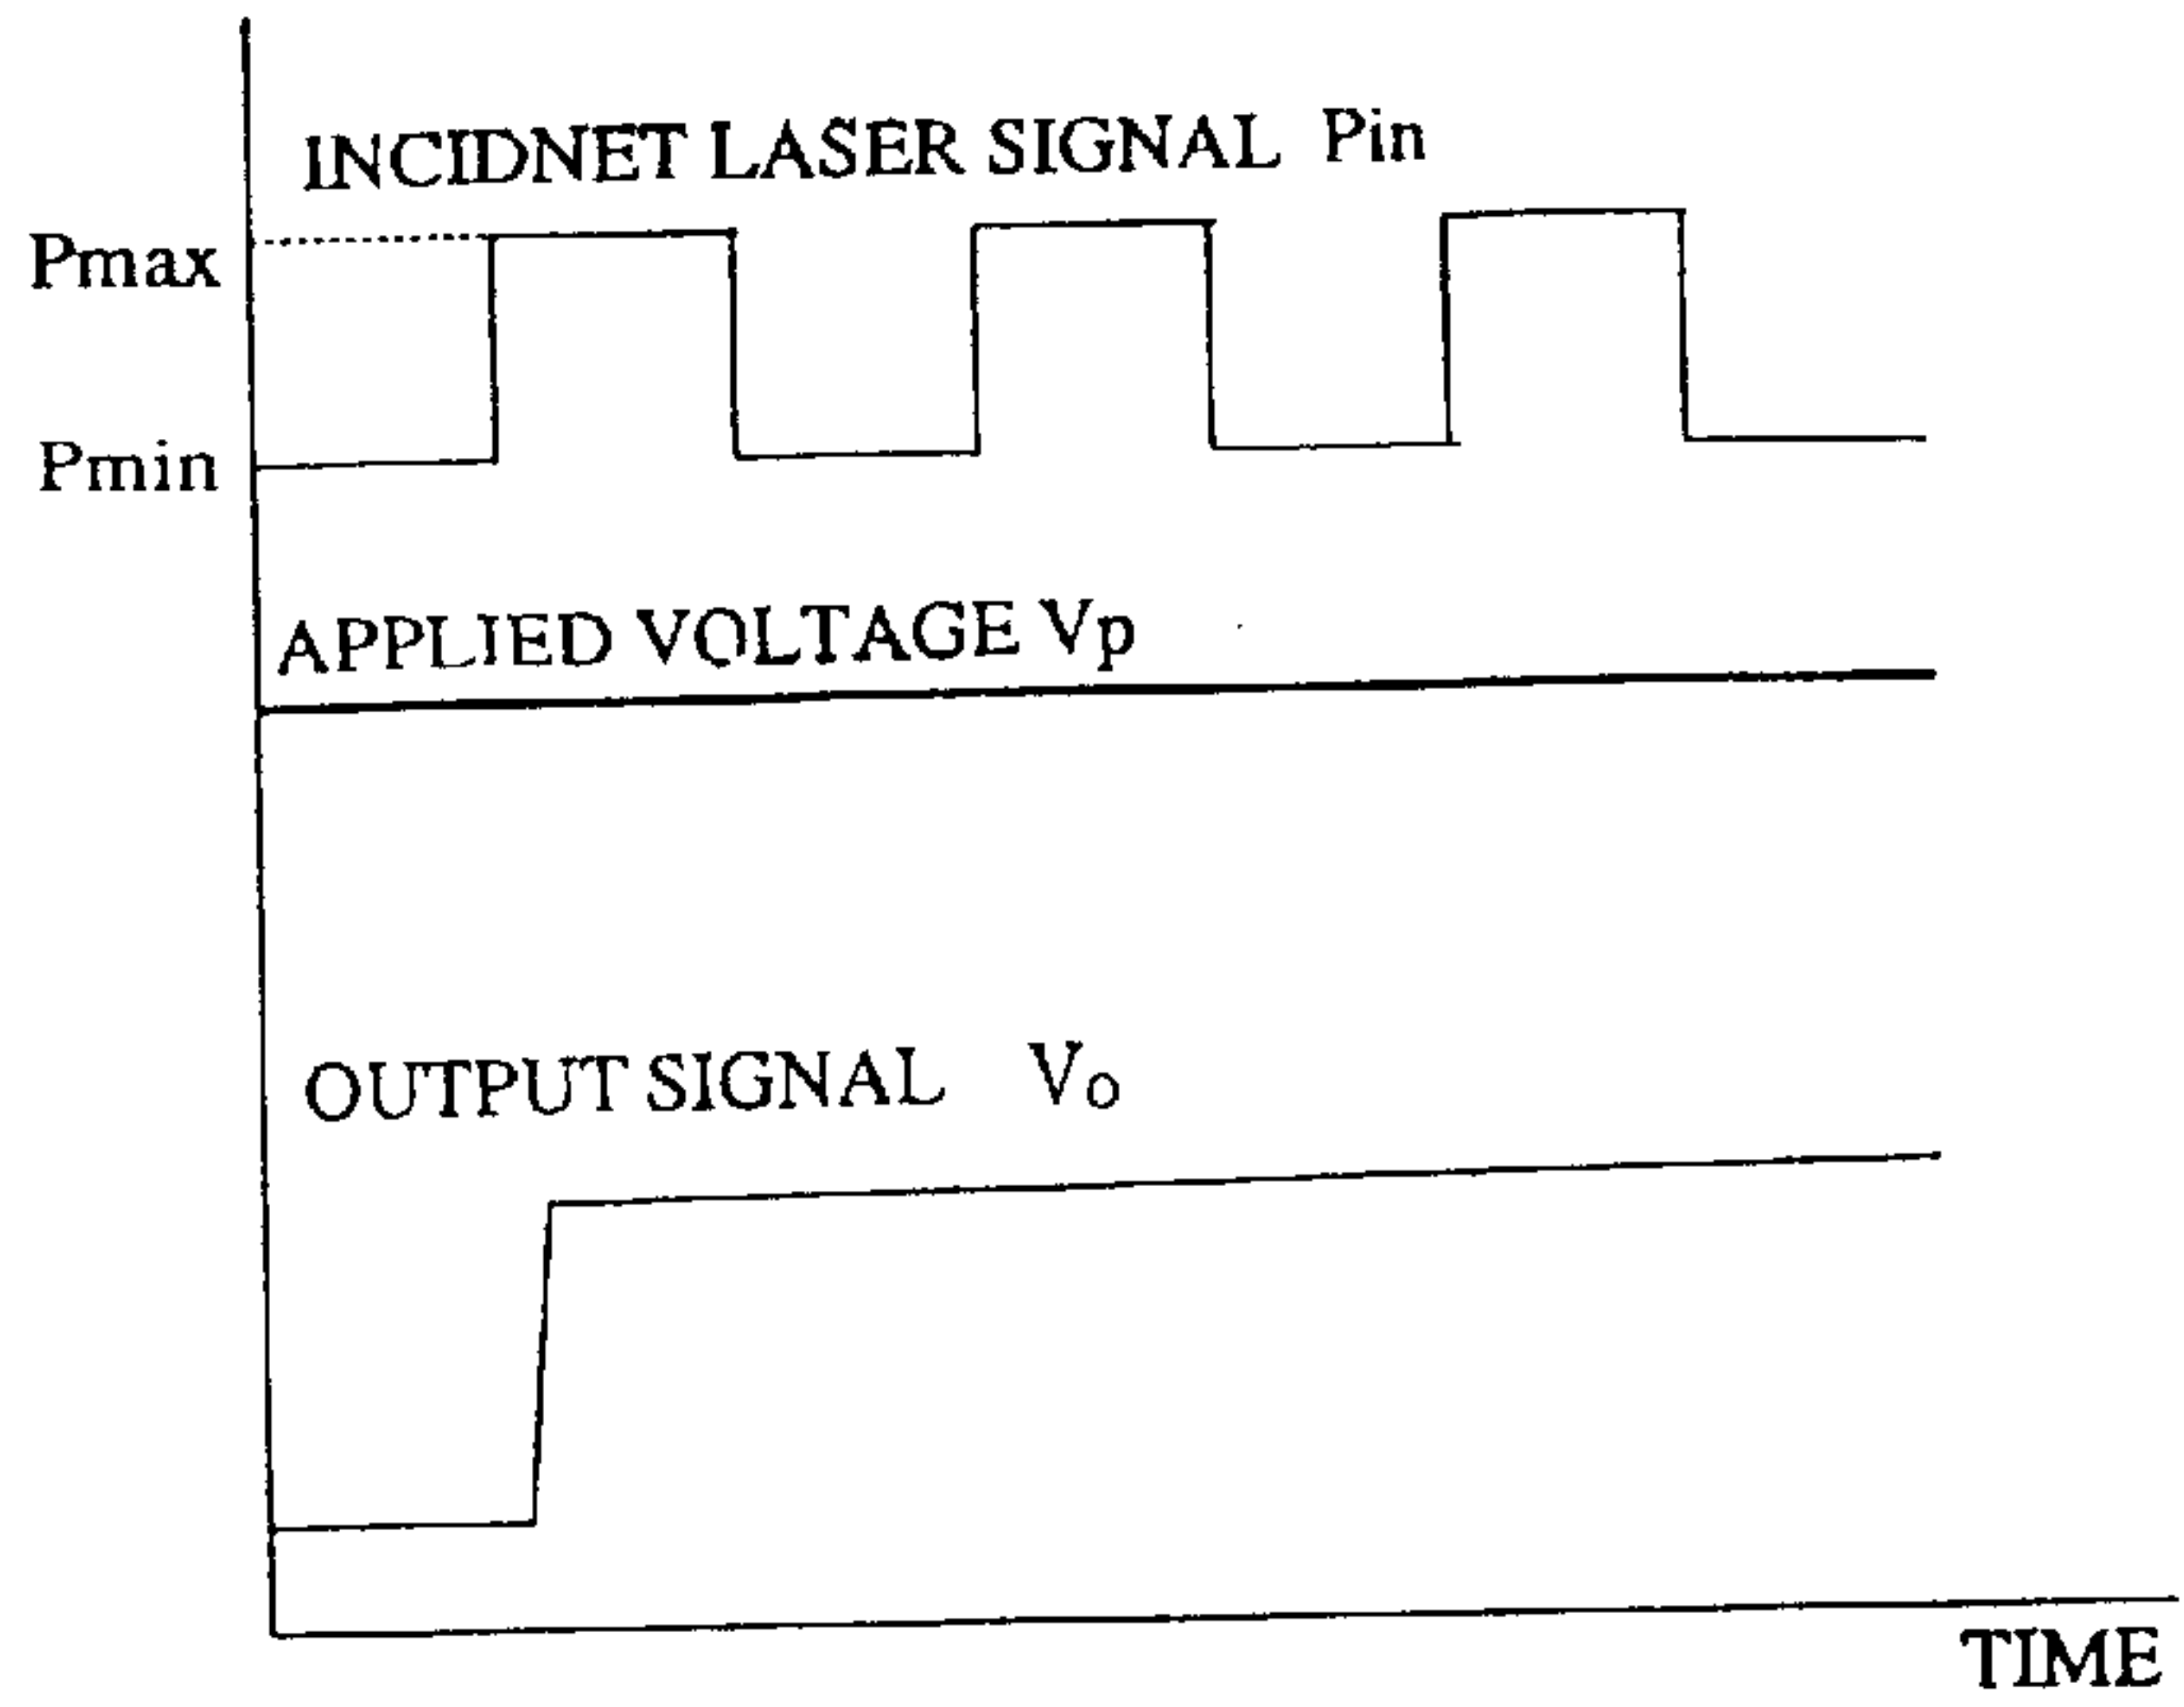 INCIDNET LASER SIGNAL Pin
Pmax
Pmin
APPLIED VOLTAGE Vp
OUTPUT SIGNAL Vo
TIME